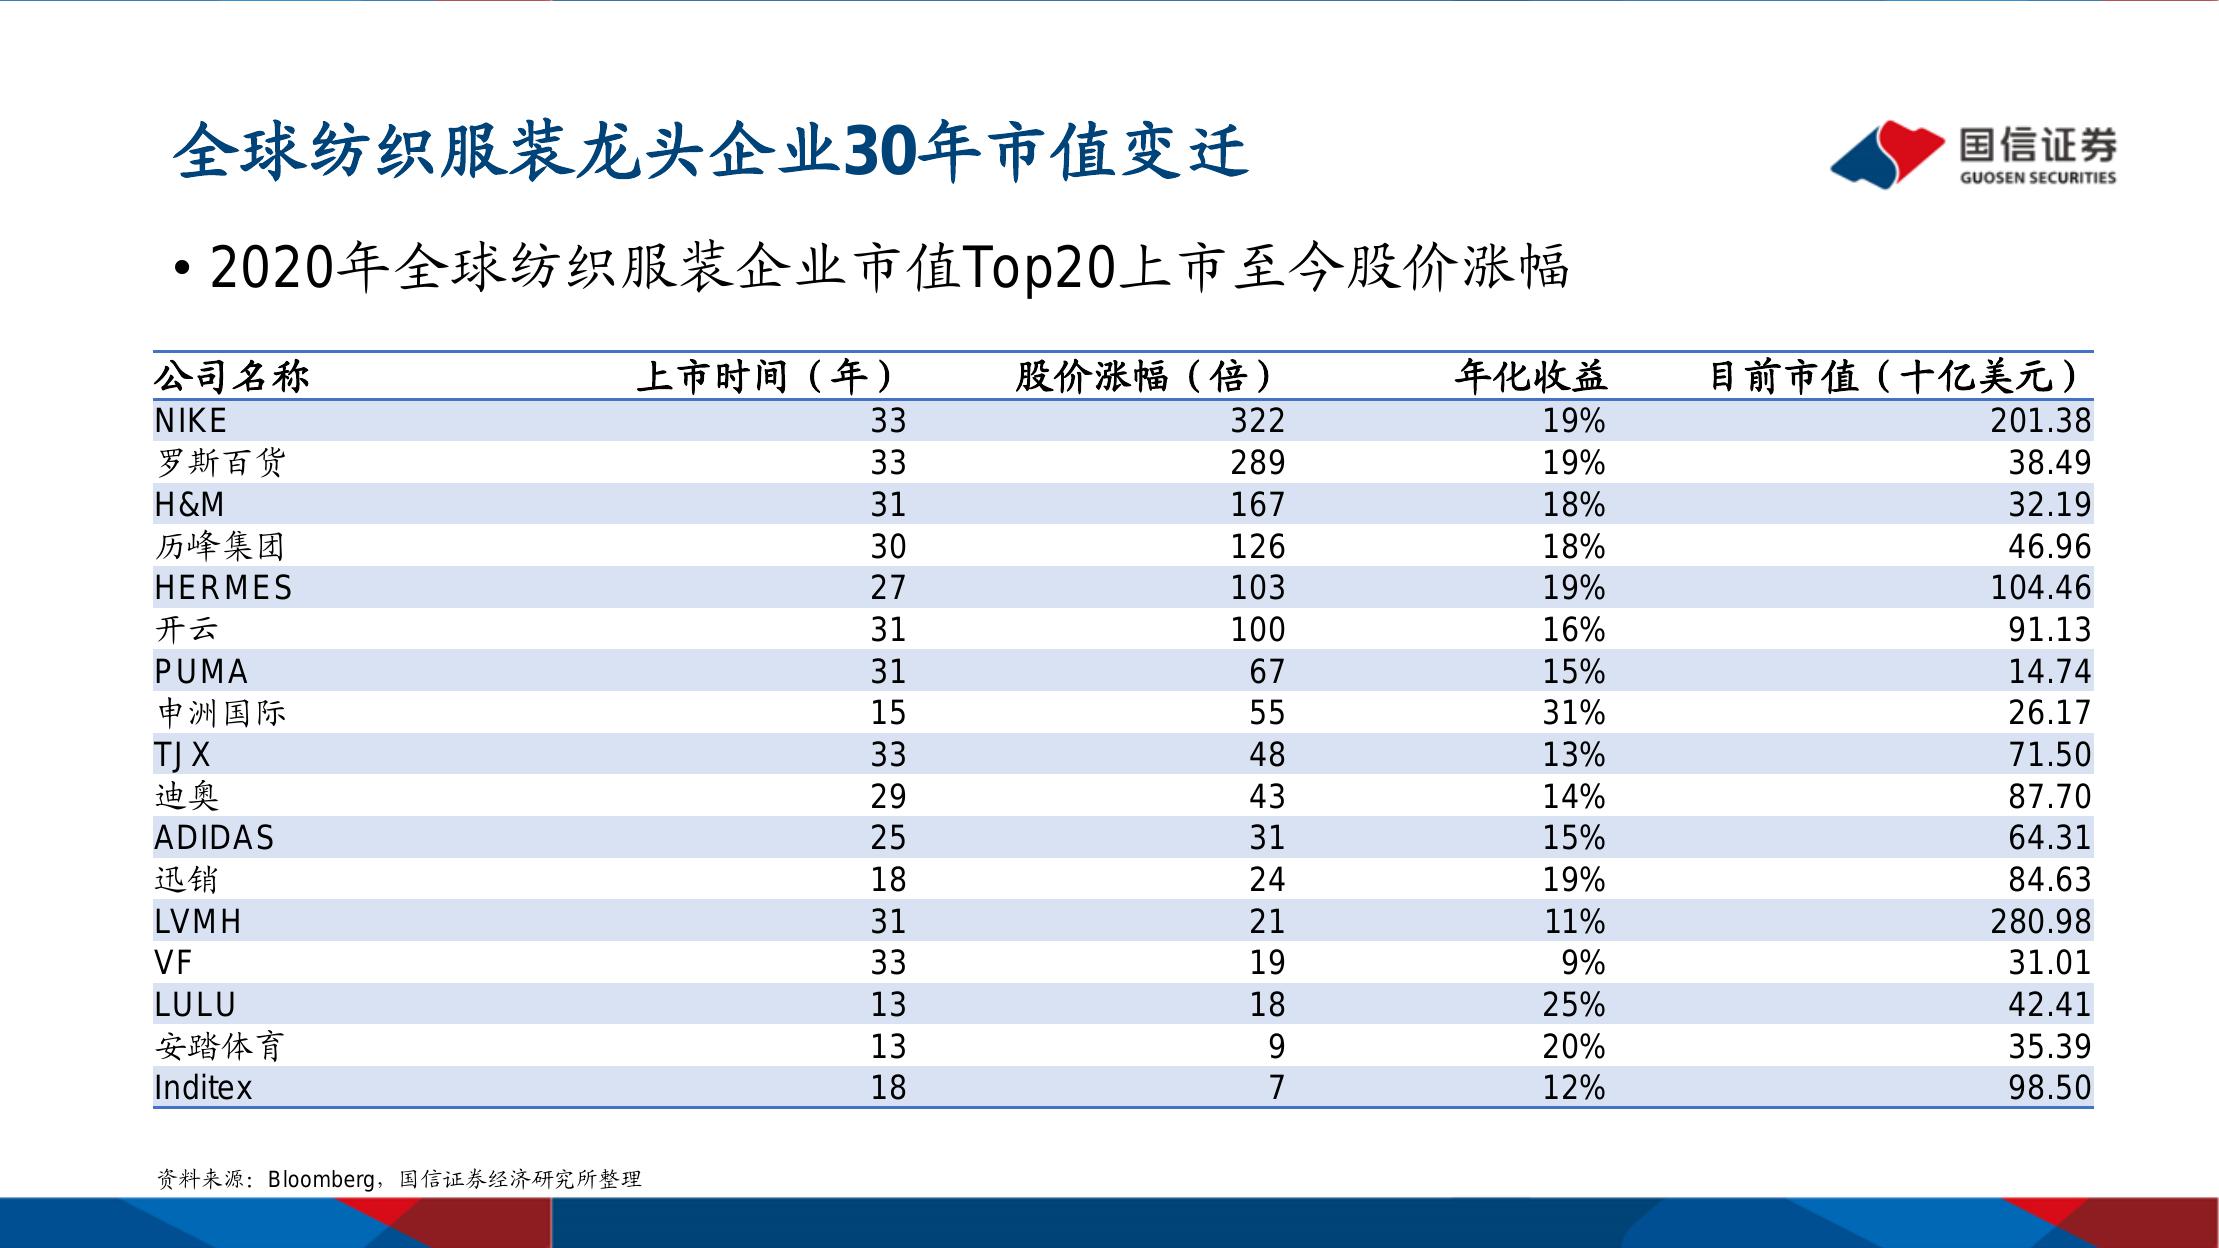 全球纺织服装龙头企业30年市值变迁
国信证券
GUOSEN SECURITIES
• 2020年全球纺织服装企业市值Top20上市至今股价涨幅
公司名称 上市时间（年） 股价涨幅（倍） 年化收益 目前市值（十亿美元）
NIKE 33 322 19% 201.38
罗斯百货 33 289 19% 38.49
H&M 31 167 18% 32.19
历峰集团 30 126 18% 46.96
HERMES 27 103 19% 104.46
开云 31 100 16% 91.13
PUMA 31 67 15% 14.74
申洲国际 15 55 31% 26.17
TJX 33 48 13% 71.50
迪奥 29 43 14% 87.70
ADIDAS 25 31 15% 64.31
迅销 18 24 19% 84.63
LVMH 31 21 11% 280.98
VF 33 19 9% 31.01
LULU 13 18 25% 42.41
安踏体育 13 9 20% 35.39
Inditex 18 7 12% 98.50
资料来源：Bloomberg，国信证券经济研究所整理